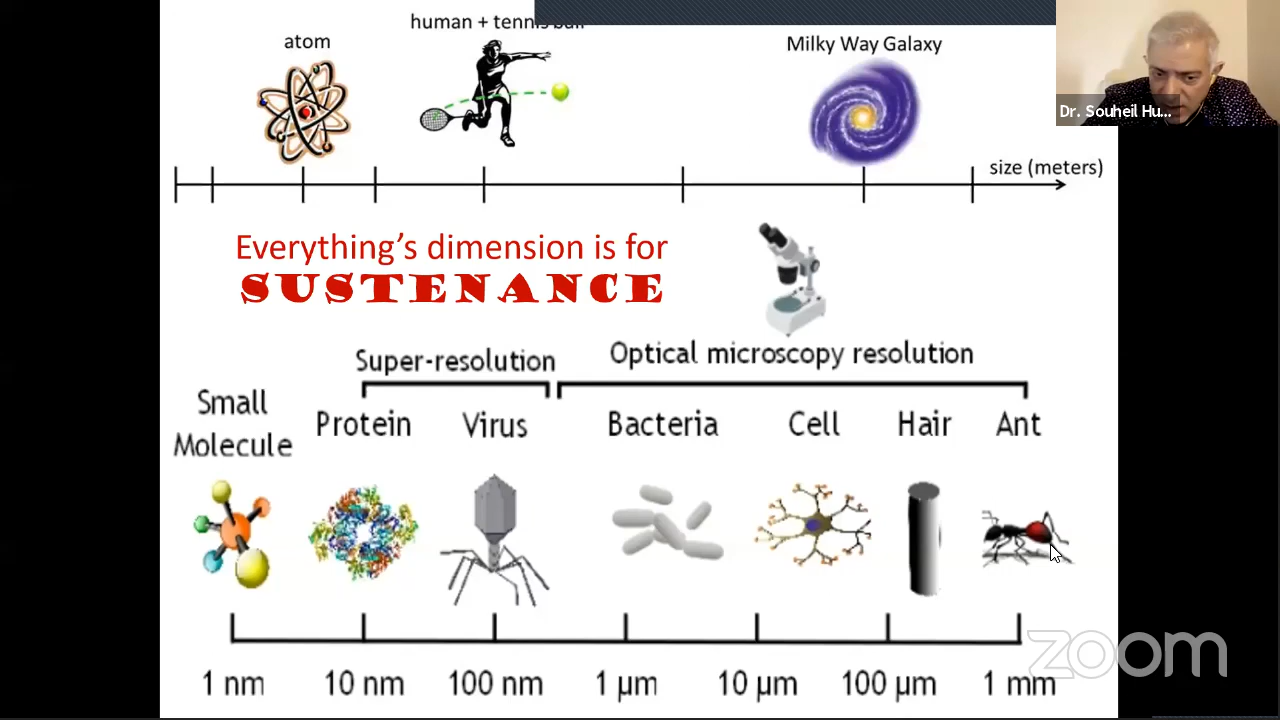 human + tennis ball
atom
Milky Way Galaxy
Dr. Souheil Hu...
size (meters)
Everything's dimension is for
SUSTENANCE
Super-resolution
Optical microscopy resolution
Small
Molecule
Protein
Virus
Bacteria
Cell
Hair
Ant
zoom
1 nm
10 nm
100 nm
1 μm
10 μm
100 μm
1 mm